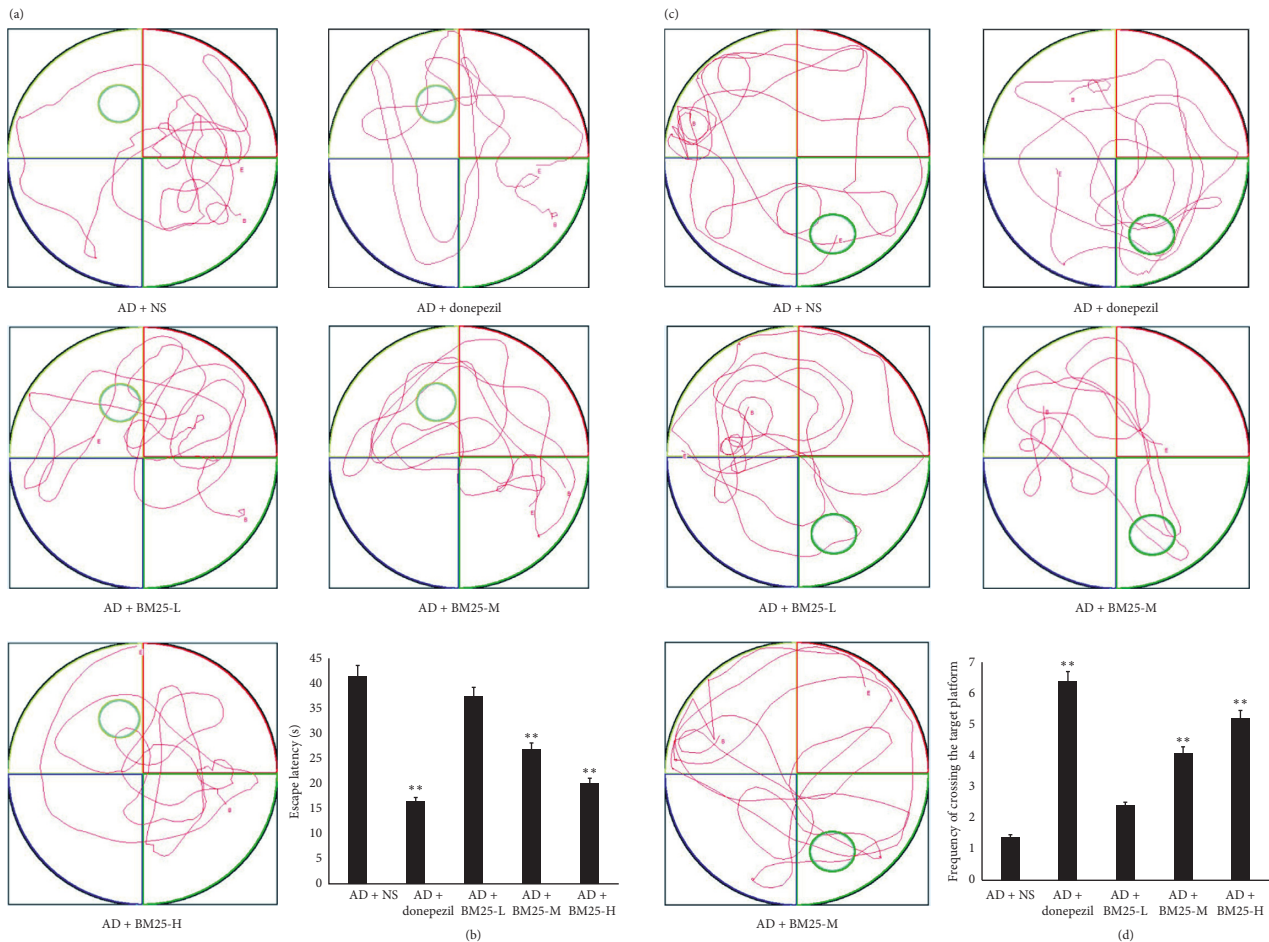 (a)
AD + NS
AD + donepezil
AD + BM25-L
AD + BM25-M
AD + BM25-H
Escape latency (s)
45
40
35
30
25
20
15
10
5
0
**
**
**
AD + NS
AD +
donepezil
AD +
BM25-L
AD +
BM25-M
AD +
BM25-H
(b)
(c)
AD + NS
AD + donepezil
AD + BM25-L
AD + BM25-M
AD + BM25-M
Frequency of crossing the target platform
7
6
5
4
3
2
1
0
**
**
**
AD + NS
AD +
donepezil
AD +
BM25-L
AD +
BM25-M
AD +
BM25-H
(d)